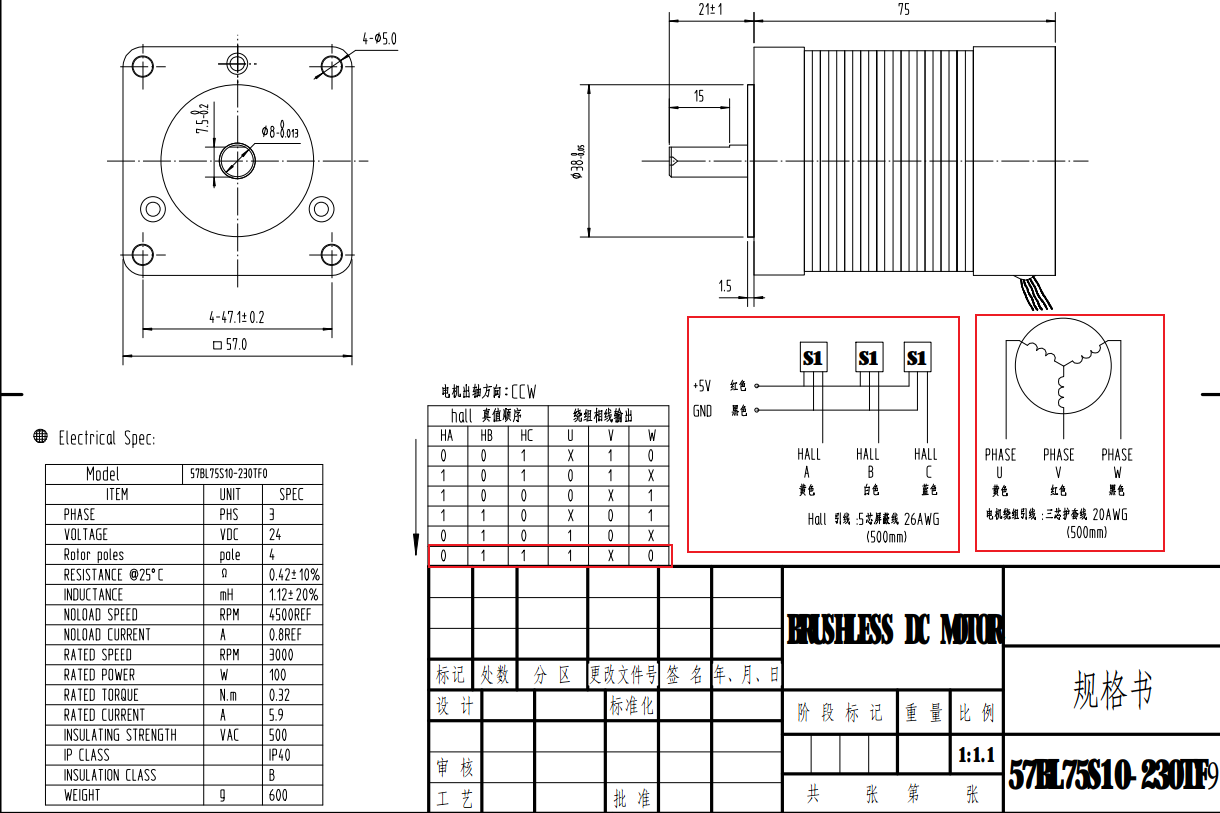 21±1
75
4-Ø5.0
15
7.5-0.2
Ø8-0.013
Ø38-0.05
1.5
4-47.1±0.2
□57.0
S1 S1 S1
+5V 红色
GND 黑色
HALL HALL HALL
A B C
黄色 白色 蓝色
Hall 引线:5芯屏蔽线 26AWG
(500mm)
PHASE PHASE PHASE
U V W
黄色 红色 黑色
电机绕组引线:三芯护套线 20AWG
(500mm)
电机出轴方向:CCW
hall 真值顺序 绕组相线输出
HA HB HC U V W
0 0 1 X 1 0
1 0 1 0 1 X
1 0 0 0 X 1
1 1 0 X 0 1
0 1 0 1 0 X
0 1 1 1 X 0
Electrical Spec:
Model 57BL75S10-230TF0
ITEM UNIT SPEC
PHASE PHS 3
VOLTAGE VDC 24
Rotor poles pole 4
RESISTANCE @25°C Ω 0.42±10%
INDUCTANCE mH 1.12±20%
NOLOAD SPEED RPM 4500REF
NOLOAD CURRENT A 0.8REF
RATED SPEED RPM 3000
RATED POWER W 100
RATED TORQUE N.m 0.32
RATED CURRENT A 5.9
INSULATING STRENGTH VAC 500
IP CLASS IP40
INSULATION CLASS B
WEIGHT g 600
BRUSHLESS DC MOTOR
标记 处数 分 区 更改文件号 签 名 年、月、日
设 计 标准化
审 核
工 艺 批 准
阶 段 标 记 重 量 比 例
1:1.1
共 张 第 张
规格书
57BL75S10-230TF9